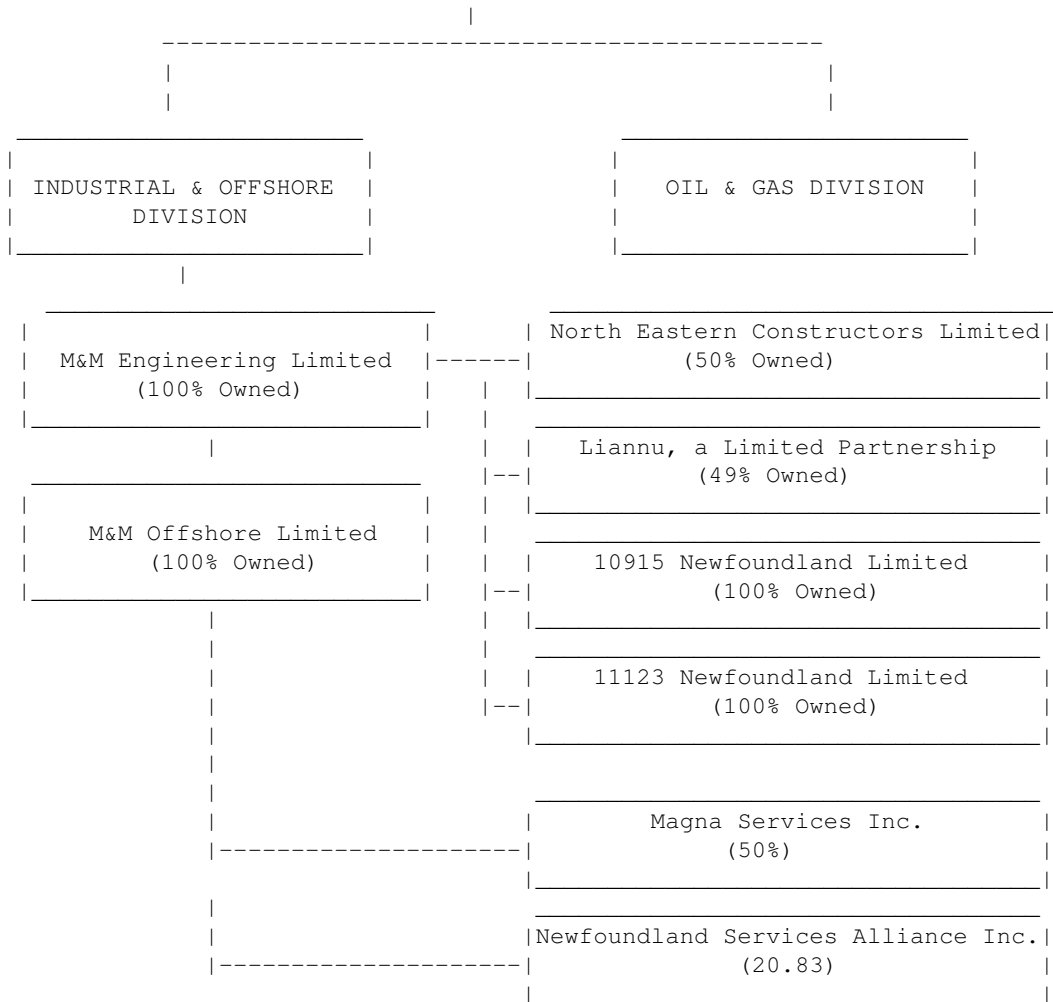 INDUSTRIAL & OFFSHORE
DIVISION
OIL & GAS DIVISION
M&M Engineering Limited
(100% Owned)
North Eastern Constructors Limited
(50% Owned)
Liannu, a Limited Partnership
(49% Owned)
M&M Offshore Limited
(100% Owned)
10915 Newfoundland Limited
(100% Owned)
11123 Newfoundland Limited
(100% Owned)
Magna Services Inc.
(50%)
Newfoundland Services Alliance Inc.
(20.83)